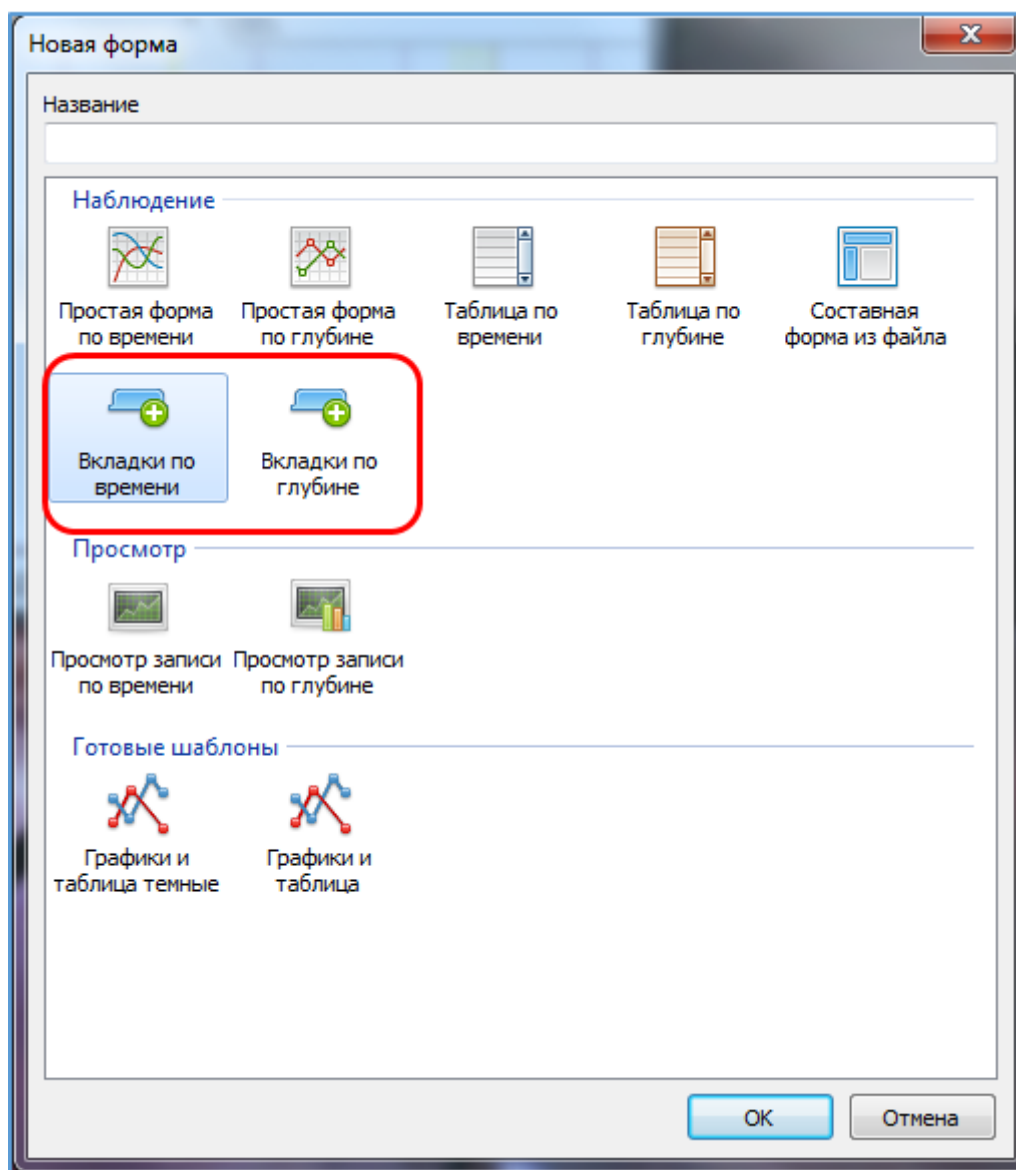 Новая форма
Название
Наблюдение
Простая форма
по времени
Простая форма
по глубине
Таблица по
времени
Таблица по
глубине
Составная
форма из файла
Вкладки по
времени
Вкладки по
глубине
Просмотр
Просмотр записи
по времени
Просмотр записи
по глубине
Готовые шаблоны
Графики и
таблица темные
Графики и
таблица
ОК
Отмена